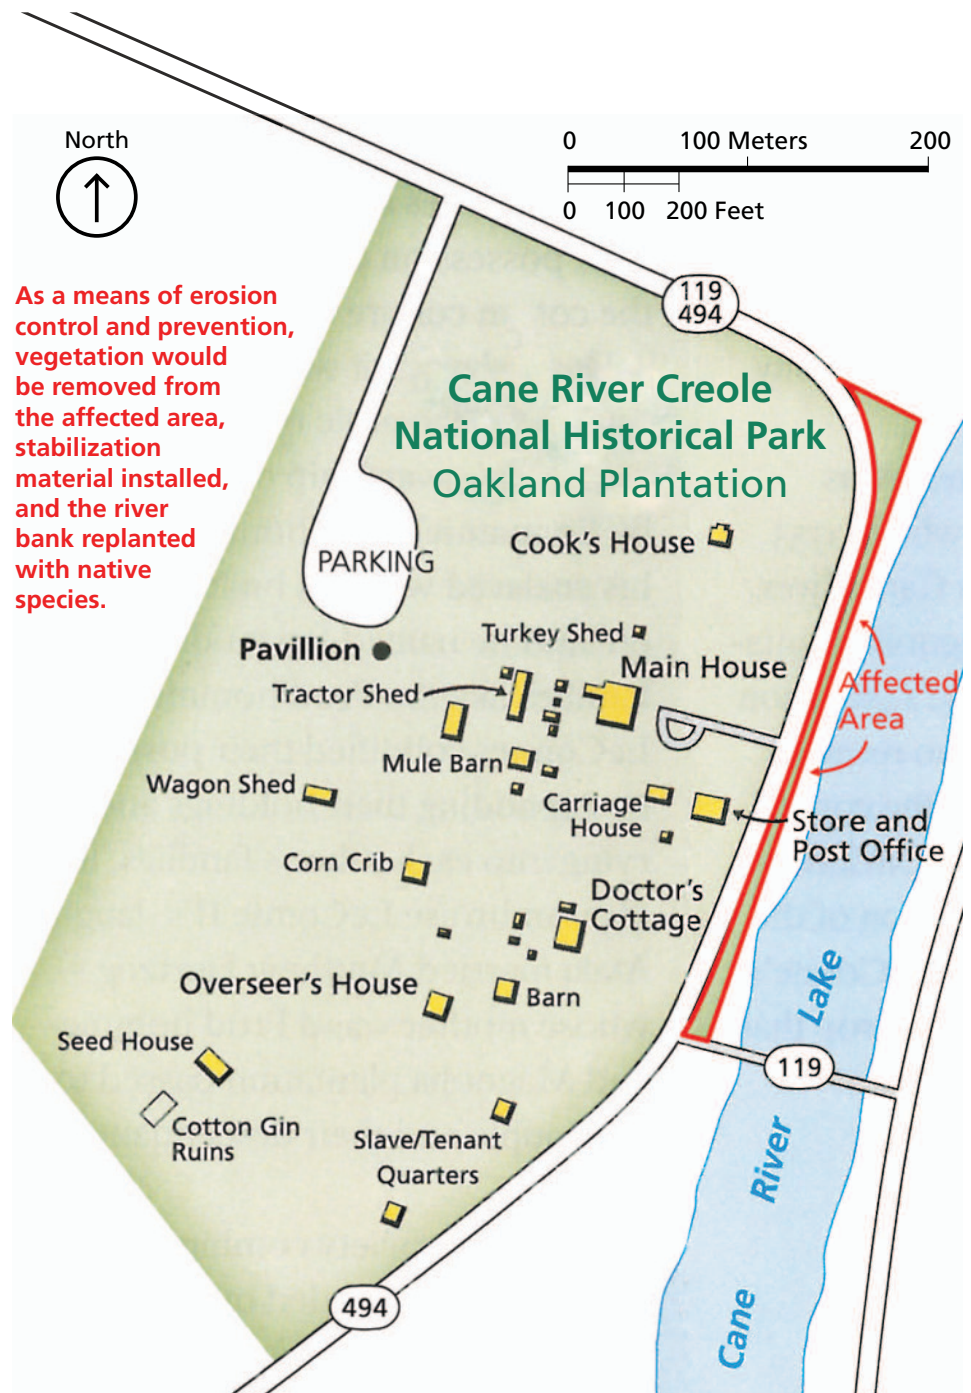 North
0 100 Meters 200
0 100 200 Feet
As a means of erosion
control and prevention,
vegetation would
be removed from
the affected area,
stabilization
material installed,
and the river
bank replanted
with native
species.
119
494
Cane River Creole
National Historical Park
Oakland Plantation
Cook's House
PARKING
Turkey Shed
Pavillion
Main House
Tractor Shed
Affected
Area
Mule Barn
Wagon Shed
Carriage
House
Store and
Post Office
Corn Crib
Doctor's
Cottage
Overseer's House
Barn
Seed House
119
Cotton Gin
Ruins
Slave/Tenant
Quarters
494
Cane River Lake